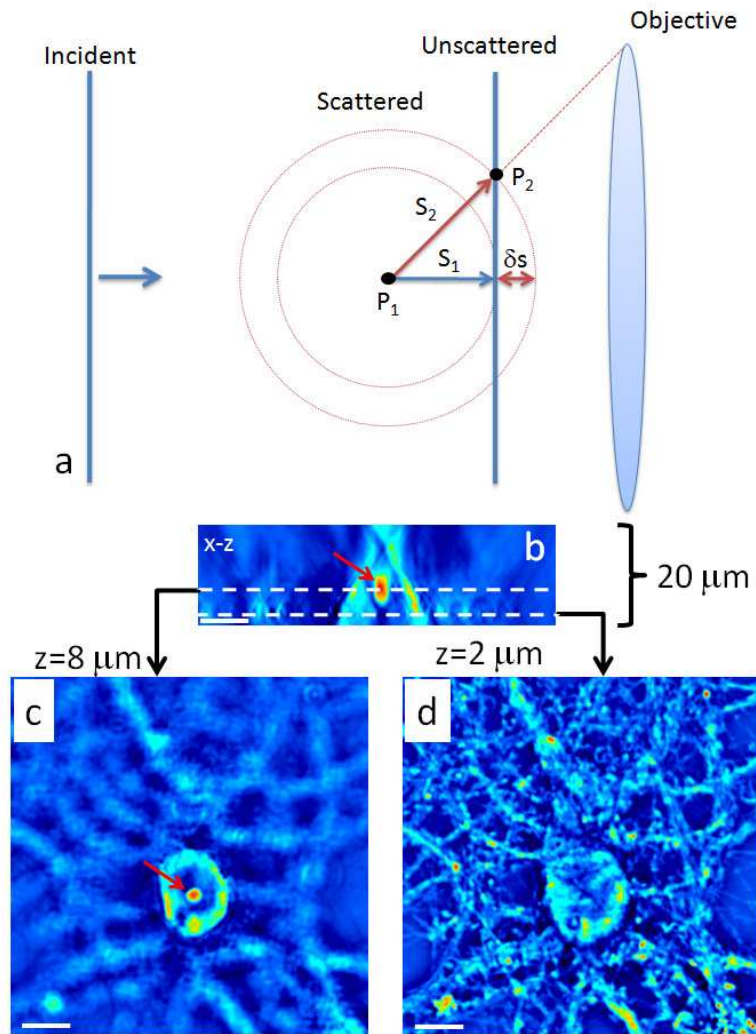 Objective
Unscattered
Incident
Scattered
P₂
S₂
S₁
δs
P₁
a
x-z
b
20 μm
z=8 μm
z=2 μm
c
d